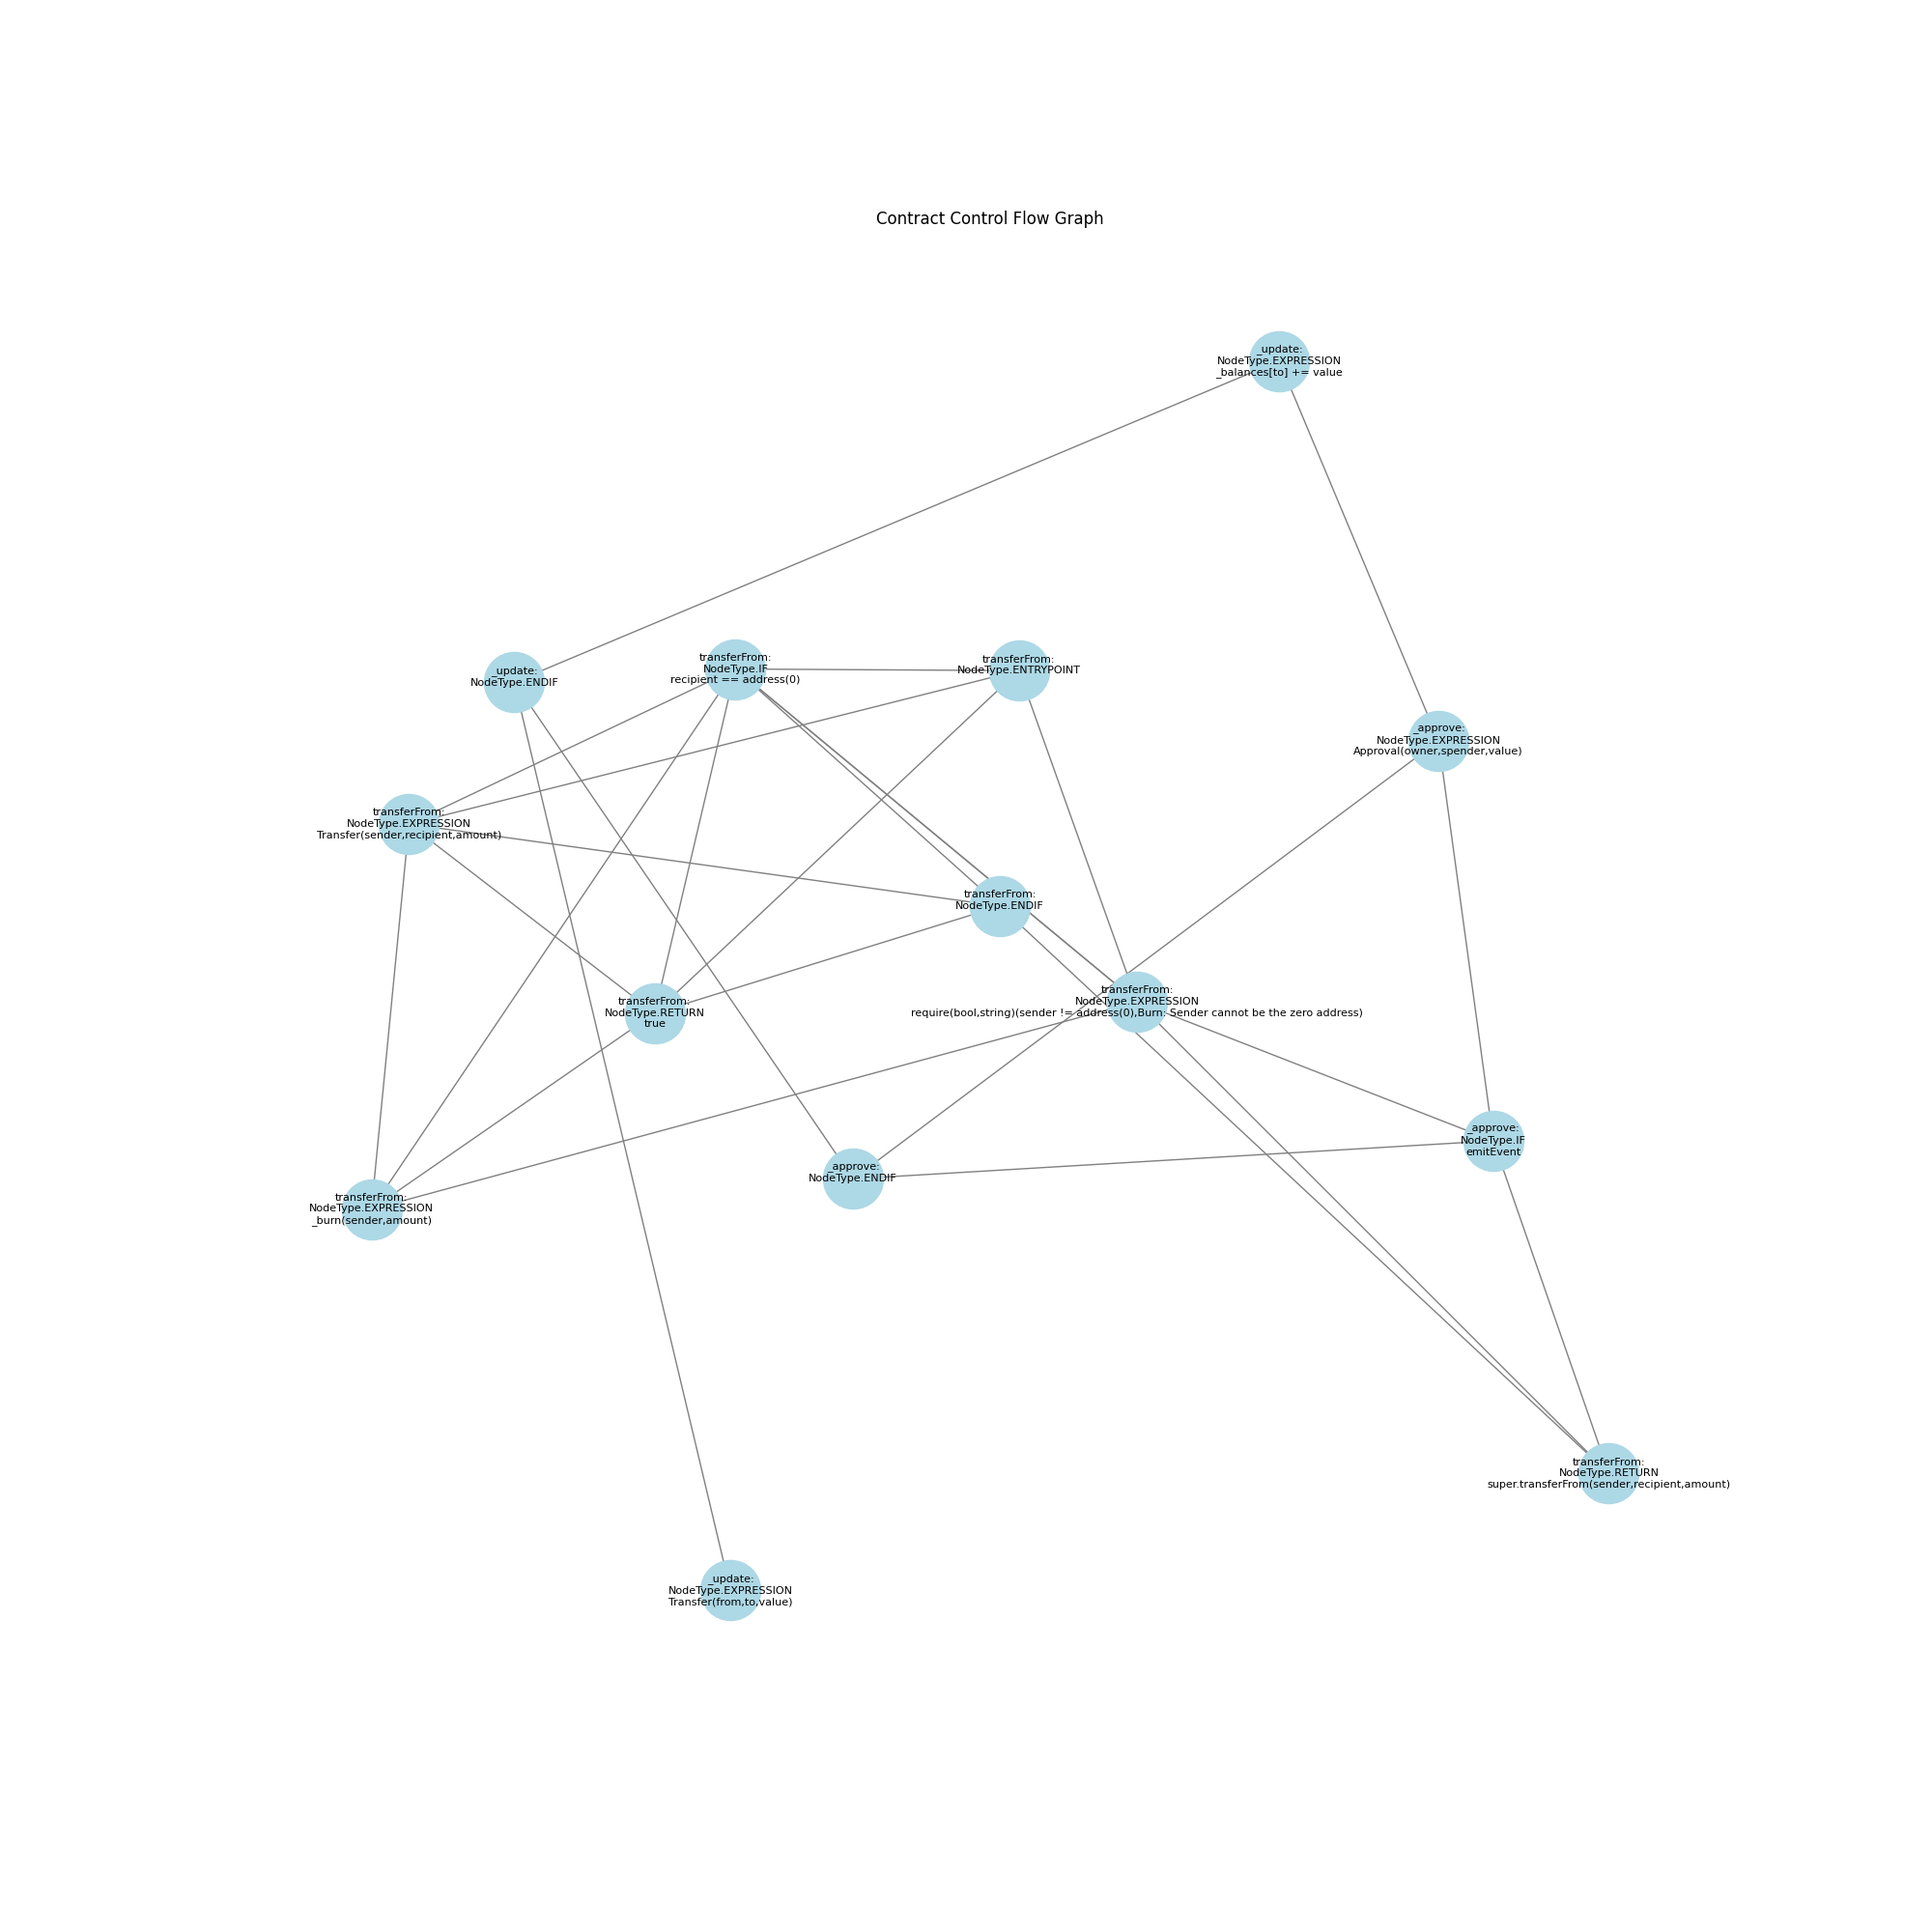 Contract Control Flow Graph
_update:
NodeType.EXPRESSION
_balances[to] += value
_update:
NodeType.ENDIF
transferFrom:
NodeType.IF
recipient == address(0)
transferFrom:
NodeType.ENTRYPOINT
_approve:
NodeType.EXPRESSION
Approval(owner,spender,value)
transferFrom:
NodeType.EXPRESSION
Transfer(sender,recipient,amount)
transferFrom:
NodeType.ENDIF
transferFrom:
NodeType.RETURN
true
transferFrom:
NodeType.EXPRESSION
require(bool,string)(sender != address(0),Burn: Sender cannot be the zero address)
_approve:
NodeType.IF
emitEvent
_approve:
NodeType.ENDIF
transferFrom:
NodeType.EXPRESSION
_burn(sender,amount)
transferFrom:
NodeType.RETURN
super.transferFrom(sender,recipient,amount)
_update:
NodeType.EXPRESSION
Transfer(from,to,value)